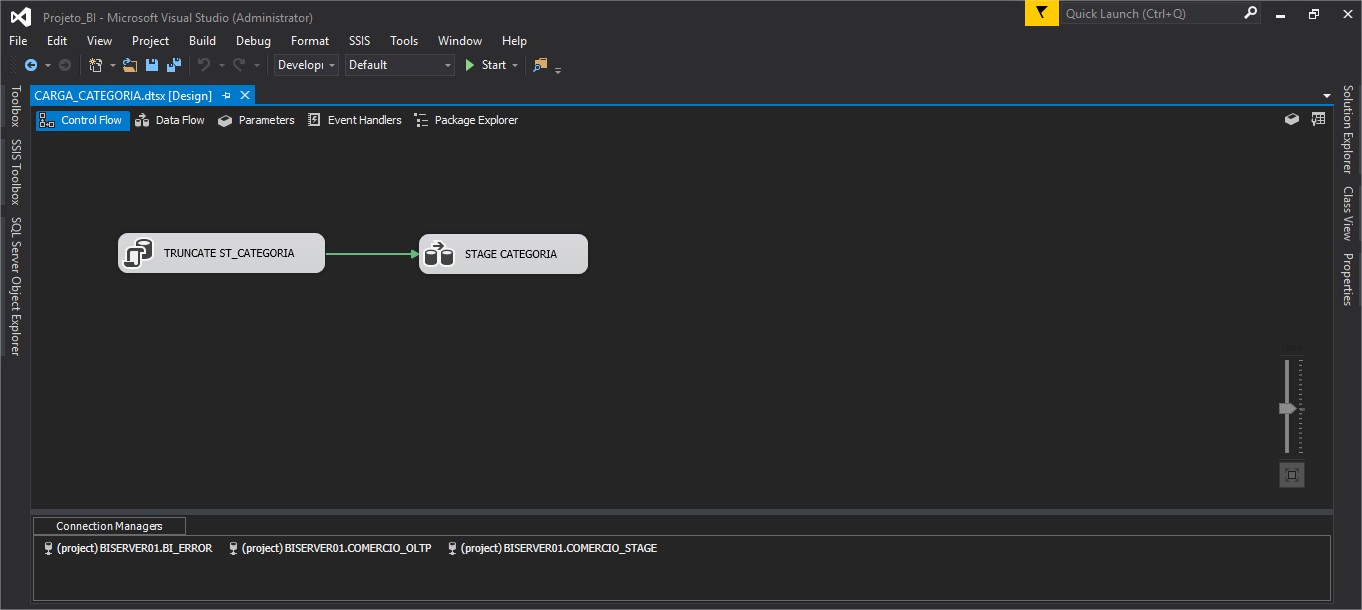 Projeto_BI - Microsoft Visual Studio (Administrator)
Quick Launch (Ctrl+Q)
File Edit View Project Build Debug Format SSIS Tools Window Help
Developı Default Start
CARGA_CATEGORIA.dtsx [Design]
Control Flow Data Flow Parameters Event Handlers Package Explorer
Toolbox
SSIS Toolbox
SQL Server Object Explorer
TRUNCATE ST_CATEGORIA
STAGE CATEGORIA
Solution Explorer
Class View
Properties
Connection Managers
(project) BISERVER01.BI_ERROR (project) BISERVER01.COMERCIO_OLTP (project) BISERVER01.COMERCIO_STAGE